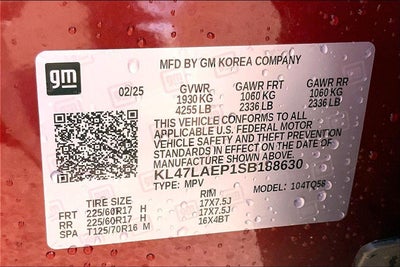 gm
MFD BY GM KOREA COMPANY
02/25 GVWR GAWR FRT GAWR RR
1930 KG 1060 KG 1060 KG
4255 LB 2336 LB 2336 LB
THIS VEHICLE CONFORMS TO ALL
APPLICABLE U.S. FEDERAL MOTOR
VEHICLE SAFETY AND THEFT PREVENTION
STANDARDS IN EFFECT ON THE DATE OF
MANUFACTURE SHOWN ABOVE.
KL47LAEP1SB188630
TYPE: MPV MODEL: 104TQ56
TIRE SIZE RIM
FRT 225/60R17 H 17X7.5J
RR 225/60R17 H 17X7.5J
SPA T125/70R16 M 16X4BT